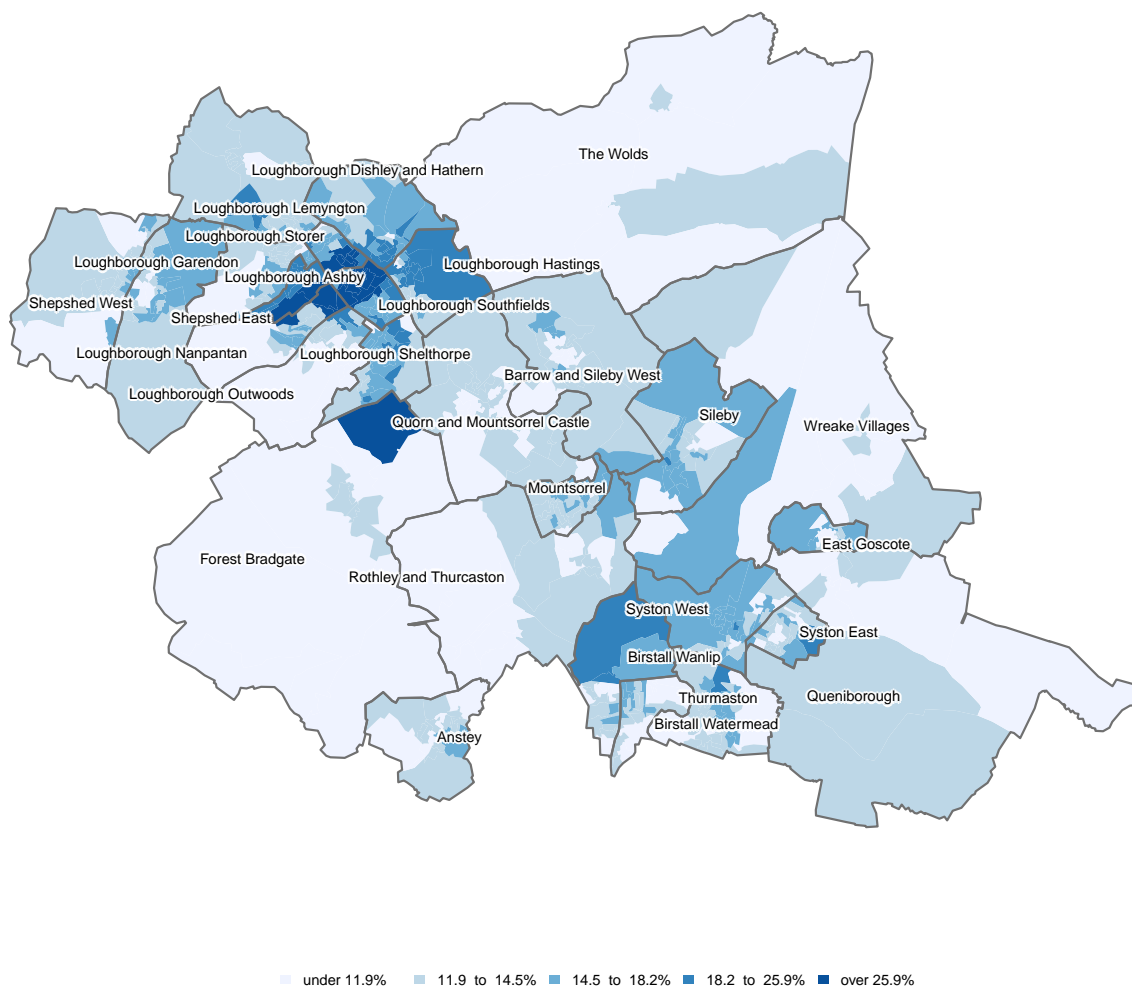 The Wolds
Loughborough Dishley and Hathern
Loughborough Lemyngton
Loughborough Storer
Loughborough Garendon
Loughborough Hastings
Loughborough Ashby
Shepshed West
Loughborough Southfields
Shepshed East
Loughborough Nanpantan
Loughborough Shelthorpe
Barrow and Sileby West
Loughborough Outwoods
Sileby
Quorn and Mountsorrel Castle
Wreake Villages
Mountsorrel
East Goscote
Forest Bradgate
Rothley and Thurcaston
Syston West
Syston East
Birstall Wanlip
Queniborough
Thurmaston
Birstall Watermead
Anstey
under 11.9% 11.9 to 14.5% 14.5 to 18.2% 18.2 to 25.9% over 25.9%